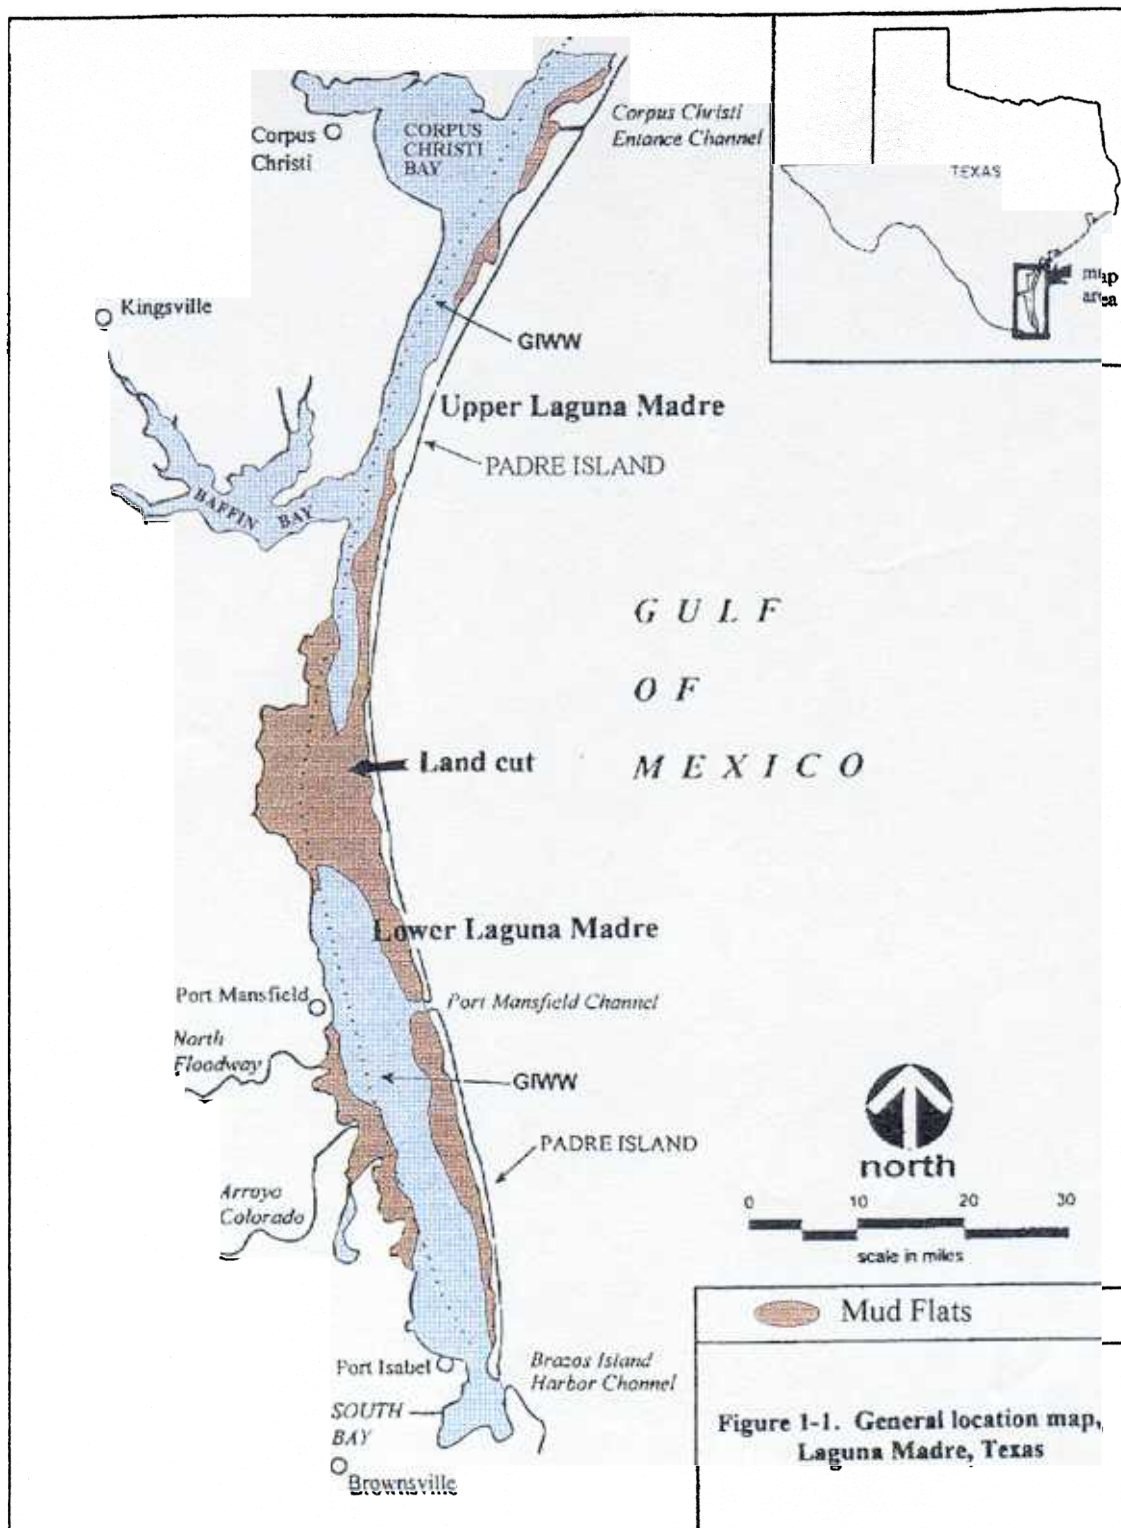 Corpus Christi
Entance Channel
Corpus
Christi
CORPUS
CHRISTI
BAY
TEXAS
map
area
Kingsville
GIWW
Upper Laguna Madre
PADRE ISLAND
BAFFIN BAY
GULF
OF
MEXICO
Land cut
Lower Laguna Madre
Port Mansfield
Port Mansfield Channel
North
Floodway
GIWW
PADRE ISLAND
north
Arroyo
Colorado
0 10 20 30
scale in miles
Mud Flats
Port Isabel
Brazos Island
Harbor Channel
SOUTH
BAY
Brownsville
Figure 1-1. General location map,
Laguna Madre, Texas